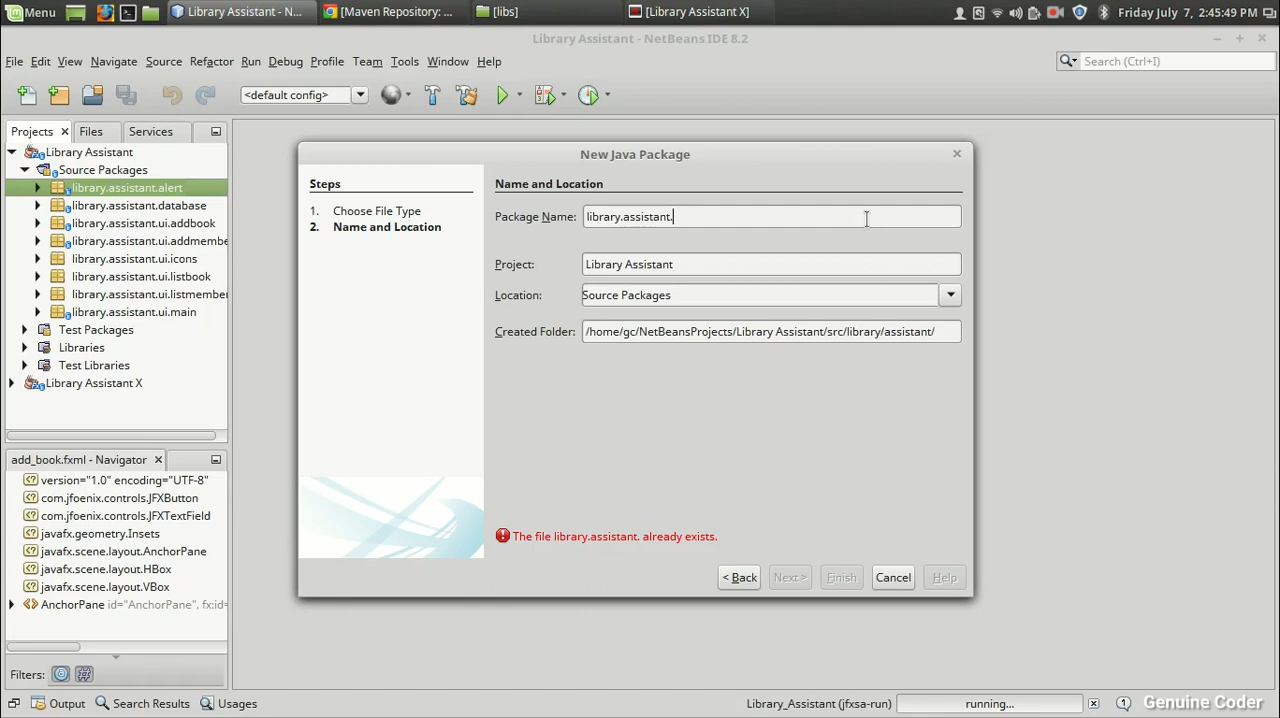 Menu
Library Assistant - N...
[Maven Repository: ...
[libs]
[Library Assistant X]
Friday July 7, 2:45:49 PM
Library Assistant - NetBeans IDE 8.2
File Edit View Navigate Source Refactor Run Debug Profile Team Tools Window Help
Search (Ctrl+I)
<default config>
Projects Files Services
Library Assistant
Source Packages
library.assistant.alert
library.assistant.database
library.assistant.ui.addbook
library.assistant.ui.addmembe
library.assistant.ui.icons
library.assistant.ui.listbook
library.assistant.ui.listmember
library.assistant.ui.main
Test Packages
Libraries
Test Libraries
Library Assistant X
add_book.fxml - Navigator
version="1.0" encoding="UTF-8"
com.jfoenix.controls.JFXButton
com.jfoenix.controls.JFXTextField
javafx.geometry.Insets
javafx.scene.layout.AnchorPane
javafx.scene.layout.HBox
javafx.scene.layout.VBox
AnchorPane id="AnchorPane", fx:id=
Filters:
New Java Package
Steps
1. Choose File Type
2. Name and Location
Name and Location
Package Name: library.assistant.
Project: Library Assistant
Location: Source Packages
Created Folder: /home/gc/NetBeansProjects/Library Assistant/src/library/assistant/
The file library.assistant. already exists.
< Back Next > Finish Cancel Help
Output Search Results Usages
Library_Assistant (jfxsa-run) running...
Genuine Coder